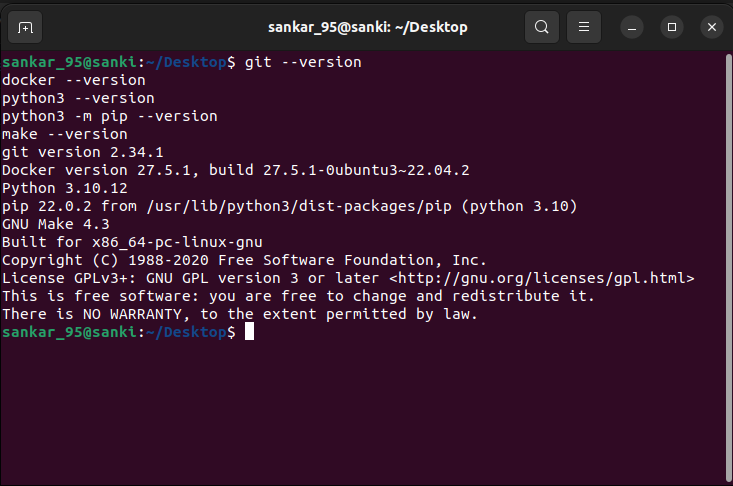 sankar_95@sanki: ~/Desktop
sankar_95@sanki:~/Desktop$ git --version
docker --version
python3 --version
python3 -m pip --version
make --version
git version 2.34.1
Docker version 27.5.1, build 27.5.1-0ubuntu3~22.04.2
Python 3.10.12
pip 22.0.2 from /usr/lib/python3/dist-packages/pip (python 3.10)
GNU Make 4.3
Built for x86_64-pc-linux-gnu
Copyright (C) 1988-2020 Free Software Foundation, Inc.
License GPLv3+: GNU GPL version 3 or later <http://gnu.org/licenses/gpl.html>
This is free software: you are free to change and redistribute it.
There is NO WARRANTY, to the extent permitted by law.
sankar_95@sanki:~/Desktop$